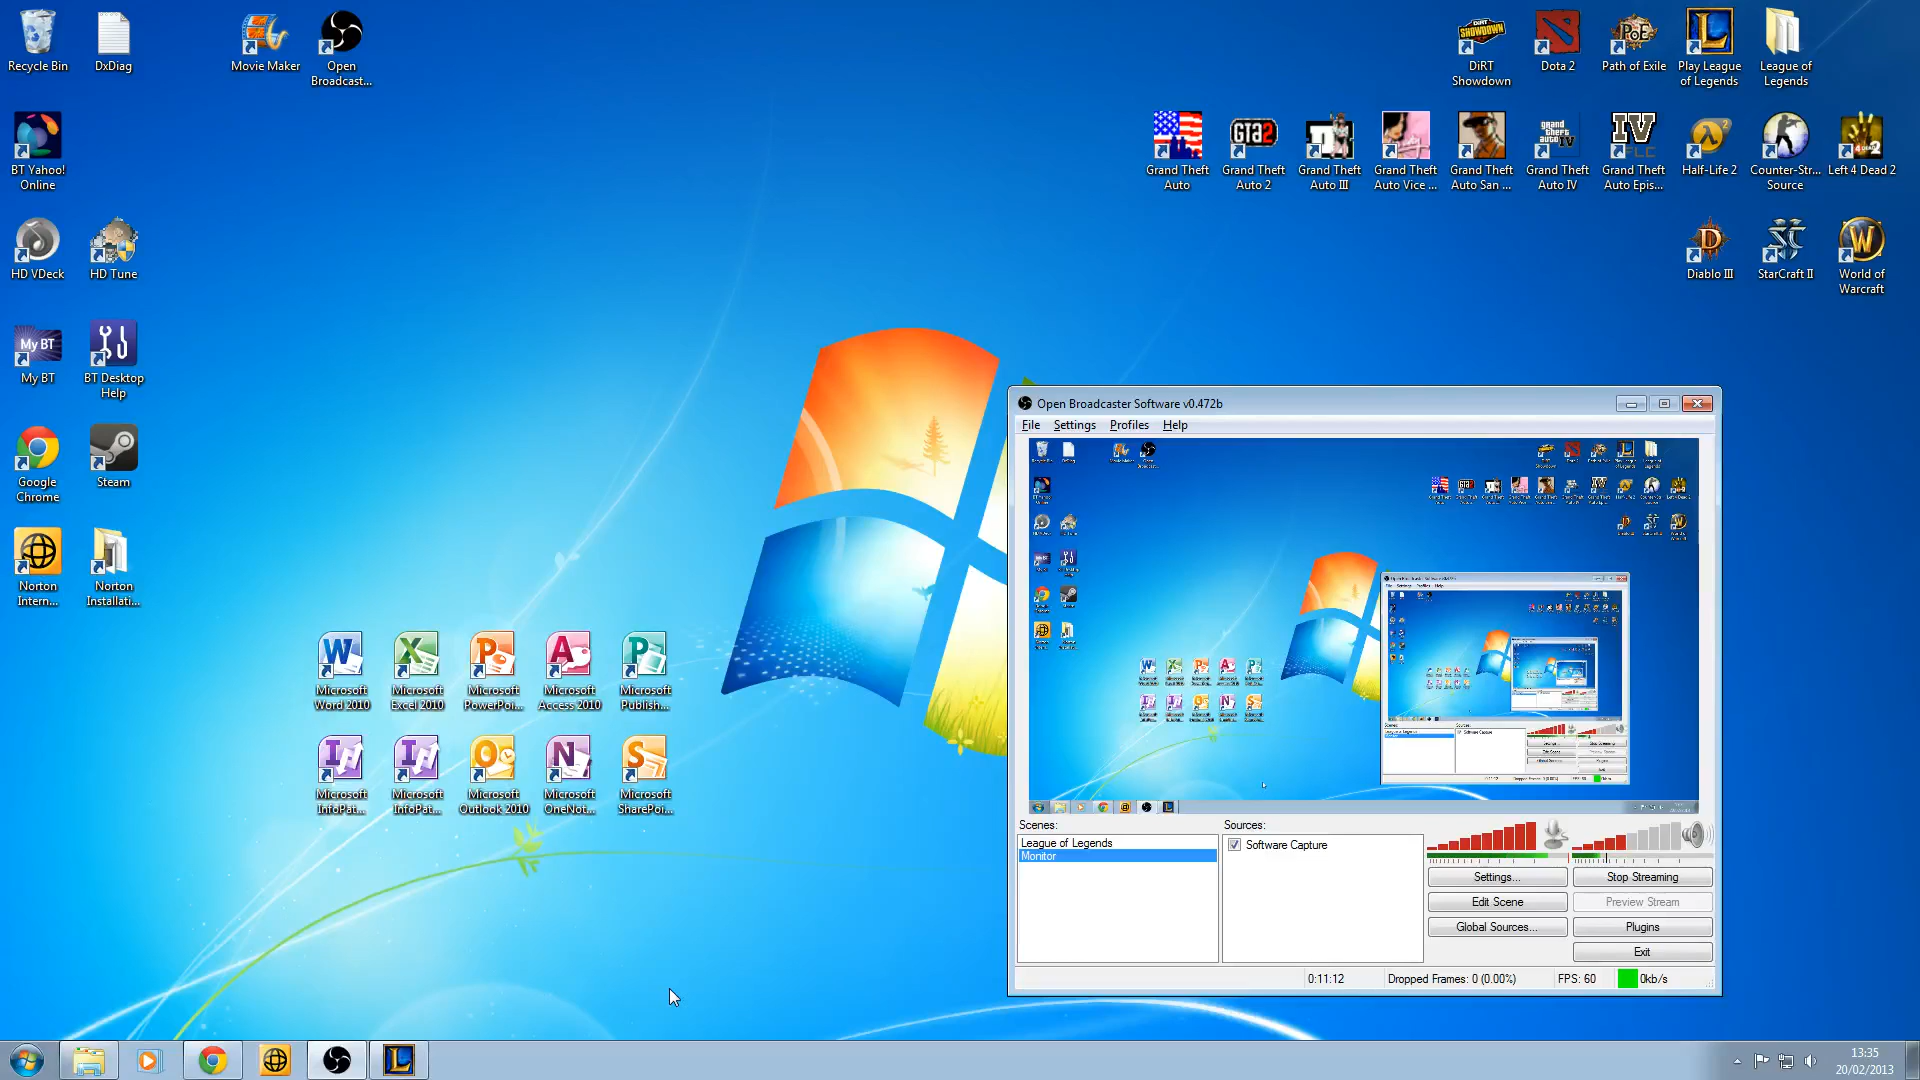 Recycle Bin
DxDiag
Movie Maker
Open
Broadcast...
DiRT
Showdown
Dota 2
Path of Exile
Play League
of Legends
League of
Legends
BT Yahoo!
Online
Grand Theft
Auto
Grand Theft
Auto 2
Grand Theft
Auto III
Grand Theft
Auto Vice ...
Grand Theft
Auto San ...
Grand Theft
Auto IV
Grand Theft
Auto Epis...
Half-Life 2
Counter-Str...
Source
Left 4 Dead 2
HD VDeck
HD Tune
Diablo III
StarCraft II
World of
Warcraft
My BT
My BT
BT Desktop
Help
Google
Chrome
Steam
Norton
Intern...
Norton
Installati...
Microsoft
Word 2010
Microsoft
Excel 2010
Microsoft
PowerPoi...
Microsoft
Access 2010
Microsoft
Publish...
Microsoft
InfoPat...
Microsoft
InfoPat...
Microsoft
Outlook 2010
Microsoft
OneNot...
Microsoft
SharePoi...
Open Broadcaster Software v0.472b
File Settings Profiles Help
Scenes:
League of Legends
Monitor
Sources:
Software Capture
Settings...
Stop Streaming
Edit Scene
Preview Stream
Global Sources...
Plugins
Exit
0:11:12
Dropped Frames: 0 (0.00%)
FPS: 60
0kb/s
13:35
20/02/2013